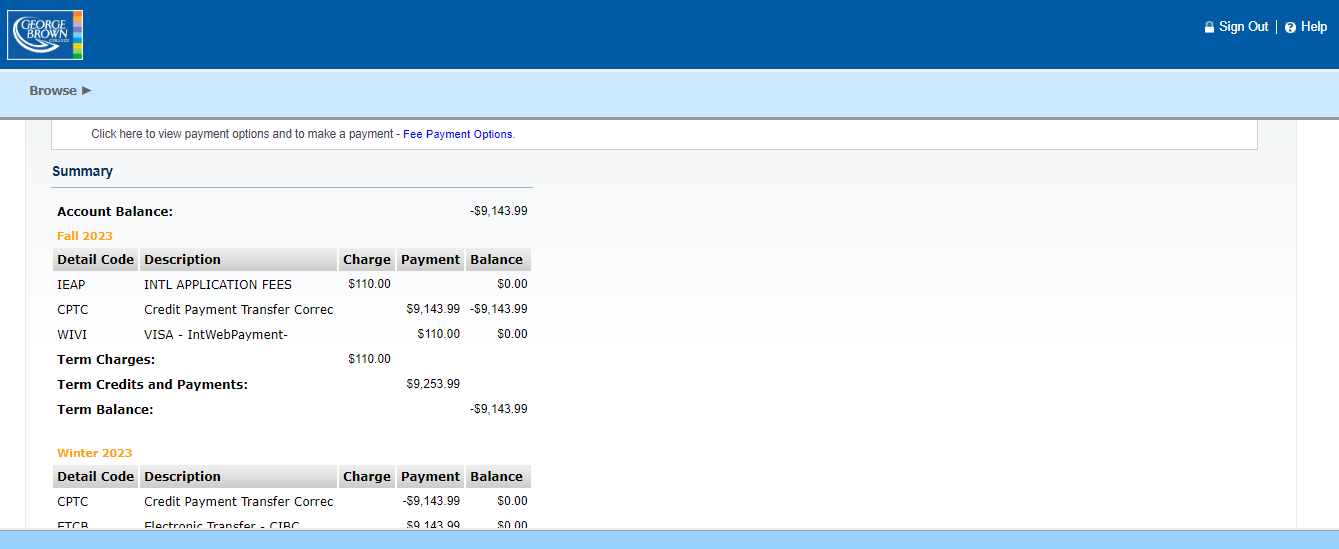 GEORGE
BROWN
COLLEGE
Sign Out | Help
Browse
Click here to view payment options and to make a payment - Fee Payment Options.
Summary
Account Balance: -$9,143.99
Fall 2023
Detail Code Description Charge Payment Balance
IEAP INTL APPLICATION FEES $110.00 $0.00
CPTC Credit Payment Transfer Correc $9,143.99 -$9,143.99
WIVI VISA - IntWebPayment- $110.00 $0.00
Term Charges: $110.00
Term Credits and Payments: $9,253.99
Term Balance: -$9,143.99
Winter 2023
Detail Code Description Charge Payment Balance
CPTC Credit Payment Transfer Correc -$9,143.99 $0.00
ETCB Electronic Transfer - CIBC $9,143.99 $0.00